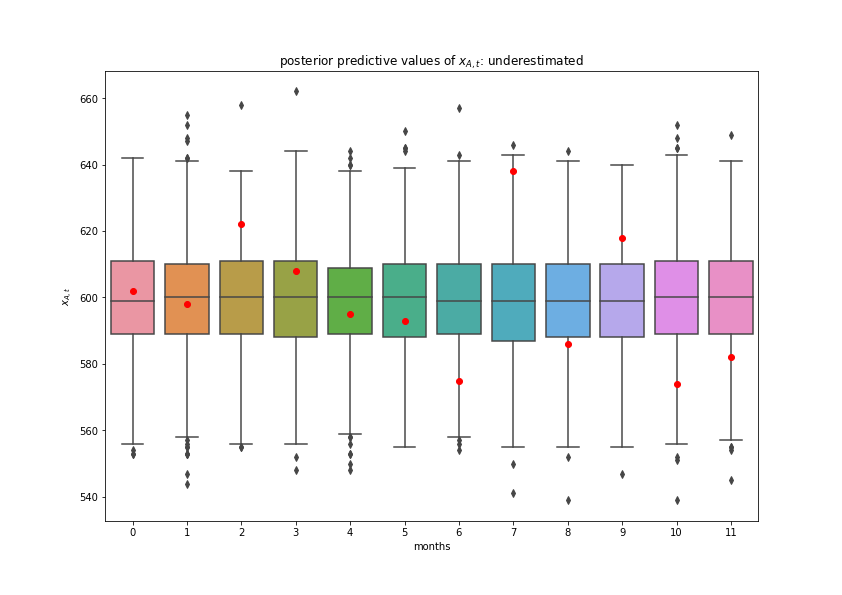 posterior predictive values of x_{A,t}: underestimated
x_{A,t}
660
640
620
600
580
560
540
0 1 2 3 4 5 6 7 8 9 10 11
months